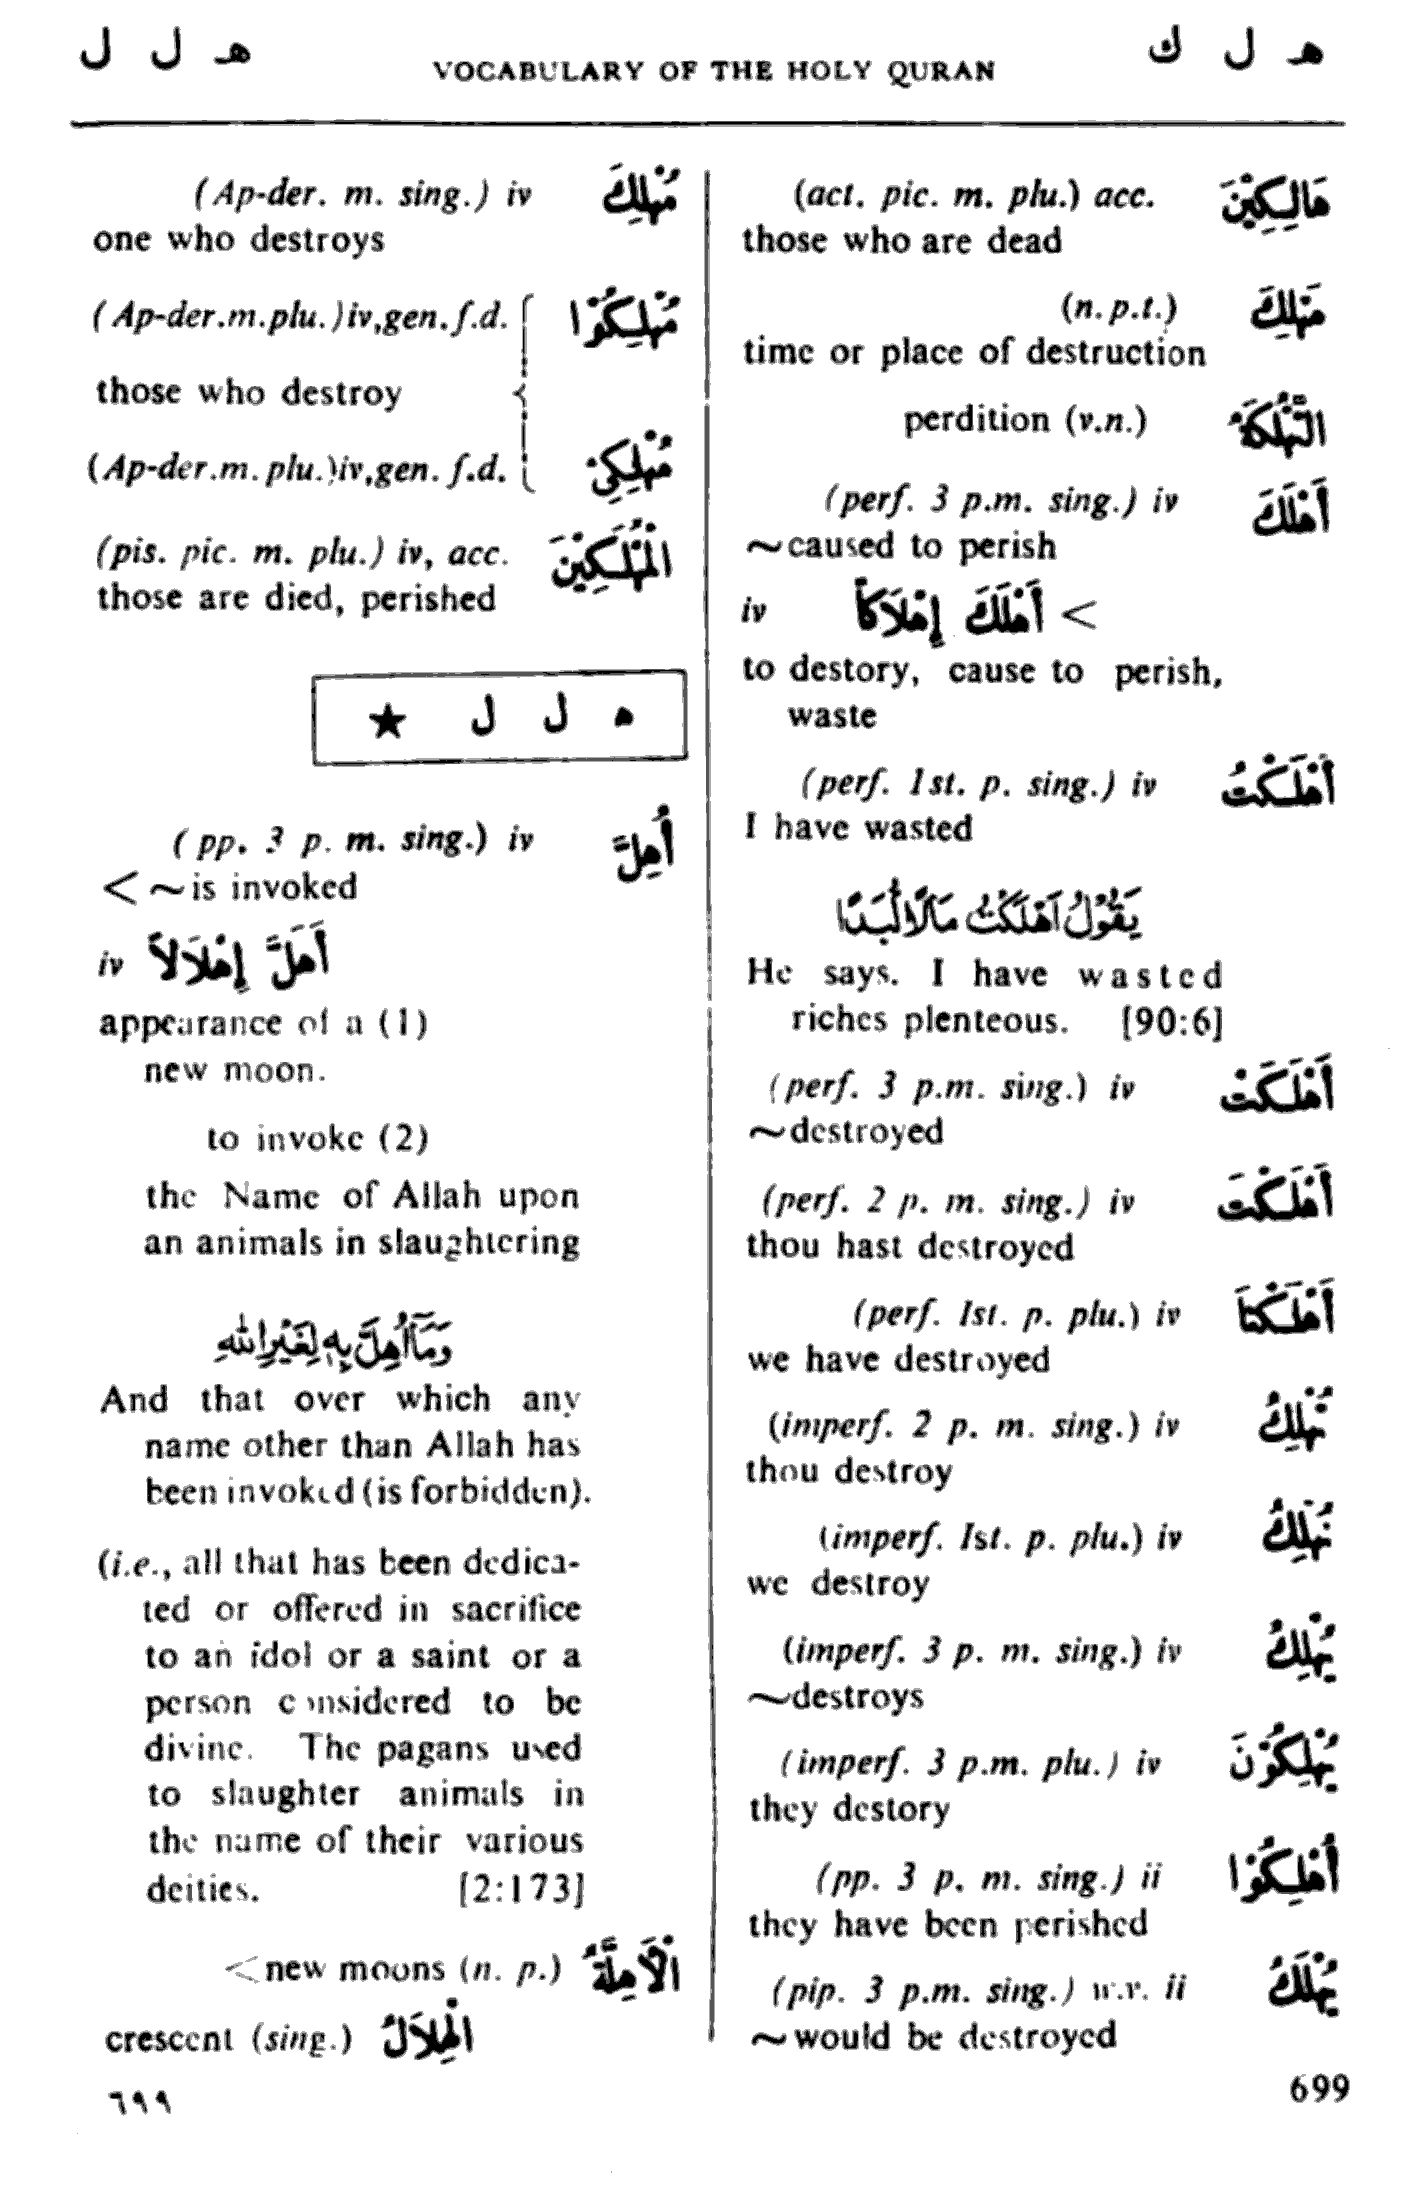 ه ل ل
VOCABULARY OF THE HOLY QURAN
ه ل ك
(act. pic. m. plu.) acc. هَالِكِيْنَ
those who are dead
(n.p.t.) مَهْلِكَ
time or place of destruction
perdition (v.n.) التَّهْلُكَةُ
(perf. 3 p.m. sing.) iv أَهْلَكَ
~caused to perish
iv أَهْلَكَ إِهْلَاكاً <
to destory, cause to perish,
waste
(perf. 1st. p. sing.) iv أَهْلَكْتُ
I have wasted
يَقُوْلُ اَهْلَكْتُ مَالًا لُّبَدًا
He says. I have wasted
riches plenteous. [90:6]
(perf. 3 p.m. sing.) iv أَهْلَكَتْ
~destroyed
(perf. 2 p. m. sing.) iv أَهْلَكْتَ
thou hast destroyed
(perf. Ist. p. plu.) iv أَهْلَكْنَا
we have destroyed
(imperf. 2 p. m. sing.) iv تُهْلِكُ
thou destroy
(imperf. Ist. p. plu.) iv نُهْلِكُ
we destroy
(imperf. 3 p. m. sing.) iv يُهْلِكُ
~destroys
(imperf. 3 p.m. plu.) iv يُهْلِكُوْنَ
they destory
(pp. 3 p. m. sing.) ii أُهْلِكُوْا
they have been perished
(pip. 3 p.m. sing.) w.v. ii يُهْلَكُ
~would be destroyed
(Ap-der. m. sing.) iv مُهْلِكَ
one who destroys
(Ap-der.m.plu.)iv,gen.f.d. مُهْلِكُوْا
those who destroy
(Ap-der.m.plu.)iv,gen. f.d. مُهْلِكِيْ
(pis. pic. m. plu.) iv, acc. الْمُهْلَكِيْنَ
those are died, perished
ه ل ل ★
(pp. 3 p. m. sing.) iv أُهِلَّ
< ~is invoked
iv أَهَلَّ إِهْلَالاً
appearance of a (1)
new moon.
to invoke (2)
the Name of Allah upon
an animals in slaughtering
وَمَآ اُهِلَّ بِهٖ لِغَيْرِ اللهِ
And that over which any
name other than Allah has
been invoked (is forbidden).
(i.e., all that has been dedica-
ted or offered in sacrifice
to an idol or a saint or a
person considered to be
divine. The pagans used
to slaughter animals in
the name of their various
deities. [2:173]
<new moons (n. p.) الْأَهِلَّةُ
crescent (sing.) الْهِلَالُ
٦٩٩
699